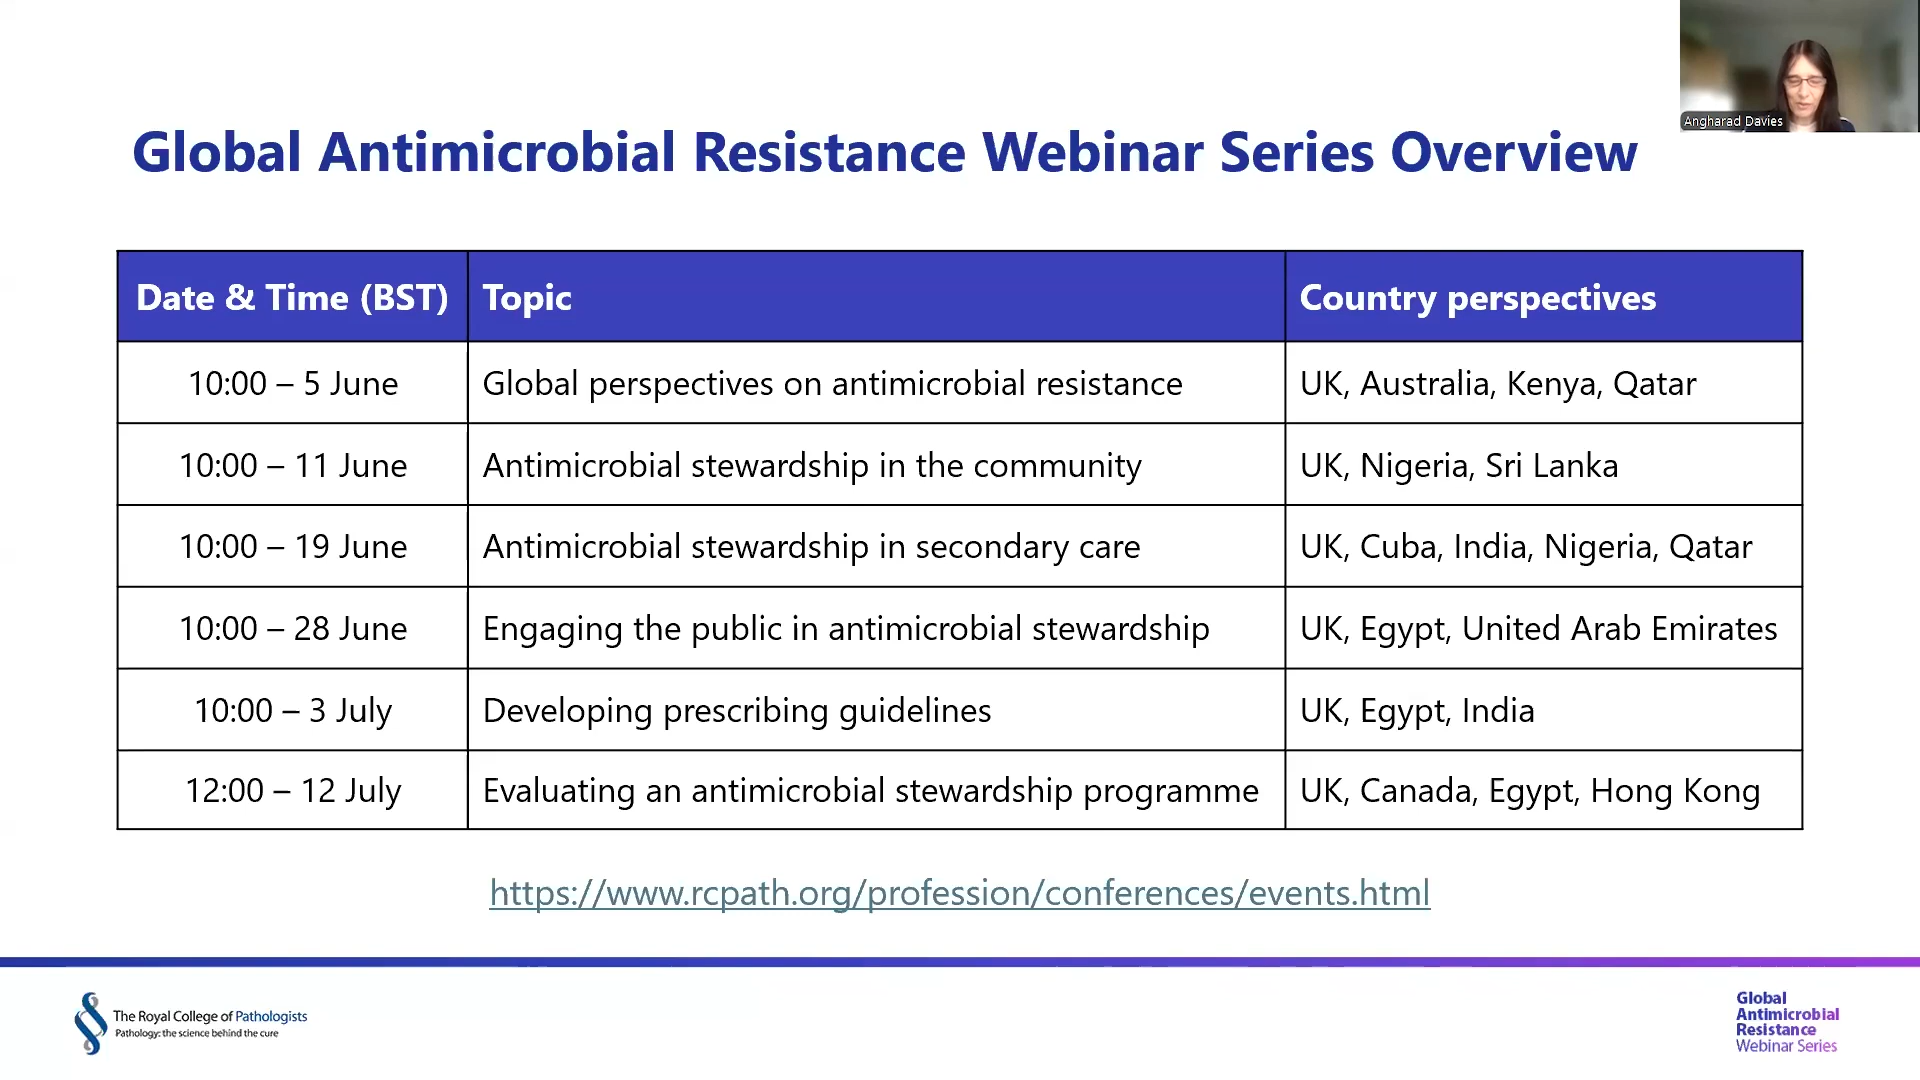 Angharad Davies
Global Antimicrobial Resistance Webinar Series Overview
Date & Time (BST) Topic Country perspectives
10:00 – 5 June Global perspectives on antimicrobial resistance UK, Australia, Kenya, Qatar
10:00 – 11 June Antimicrobial stewardship in the community UK, Nigeria, Sri Lanka
10:00 – 19 June Antimicrobial stewardship in secondary care UK, Cuba, India, Nigeria, Qatar
10:00 – 28 June Engaging the public in antimicrobial stewardship UK, Egypt, United Arab Emirates
10:00 – 3 July Developing prescribing guidelines UK, Egypt, India
12:00 – 12 July Evaluating an antimicrobial stewardship programme UK, Canada, Egypt, Hong Kong
https://www.rcpath.org/profession/conferences/events.html
The Royal College of Pathologists
Pathology: the science behind the cure
Global
Antimicrobial
Resistance
Webinar Series